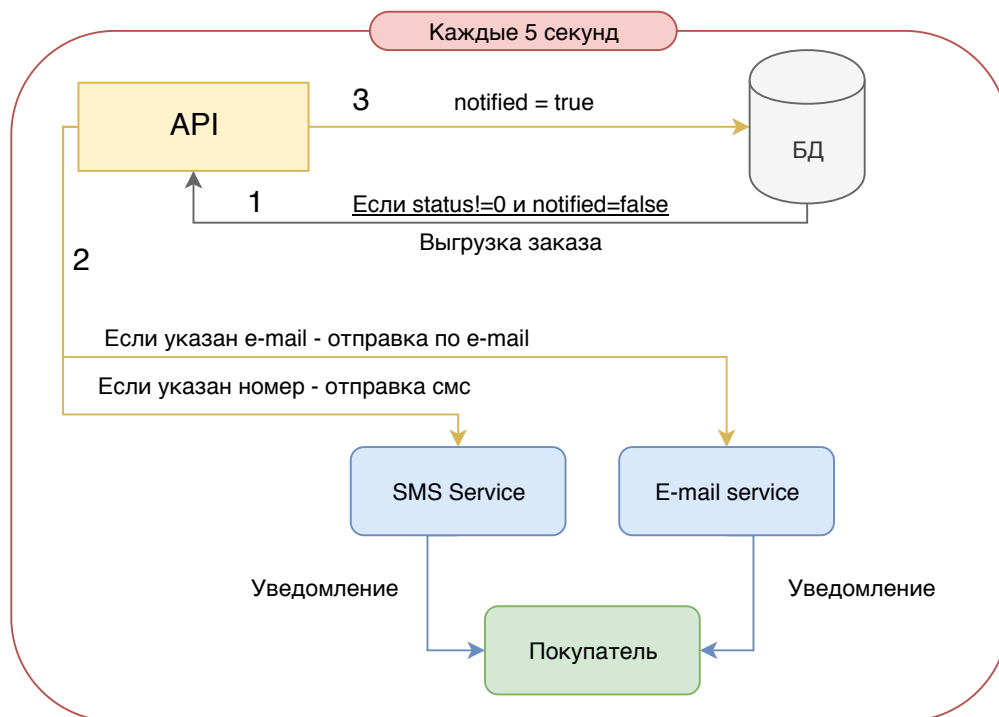 Каждые 5 секунд
API
3
notified = true
БД
1
Если status!=0 и notified=false
Выгрузка заказа
2
Если указан e-mail - отправка по e-mail
Если указан номер - отправка смс
SMS Service
E-mail service
Уведомление
Уведомление
Покупатель